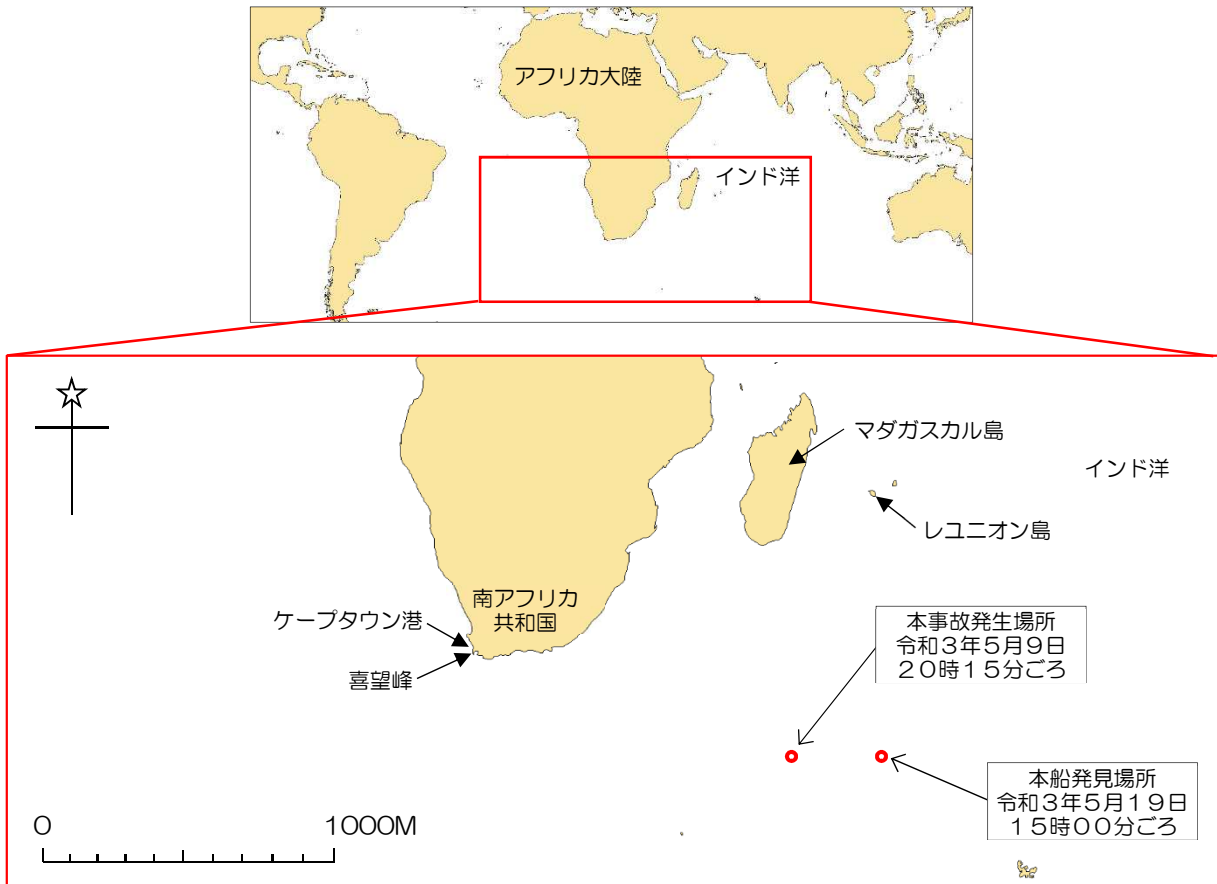 アフリカ大陸
インド洋
マダガスカル島
インド洋
レユニオン島
南アフリカ
共和国
ケープタウン港
喜望峰
本事故発生場所
令和３年５月９日
２０時１５分ごろ
本船発見場所
令和３年５月１９日
１５時００分ごろ
0
1000M